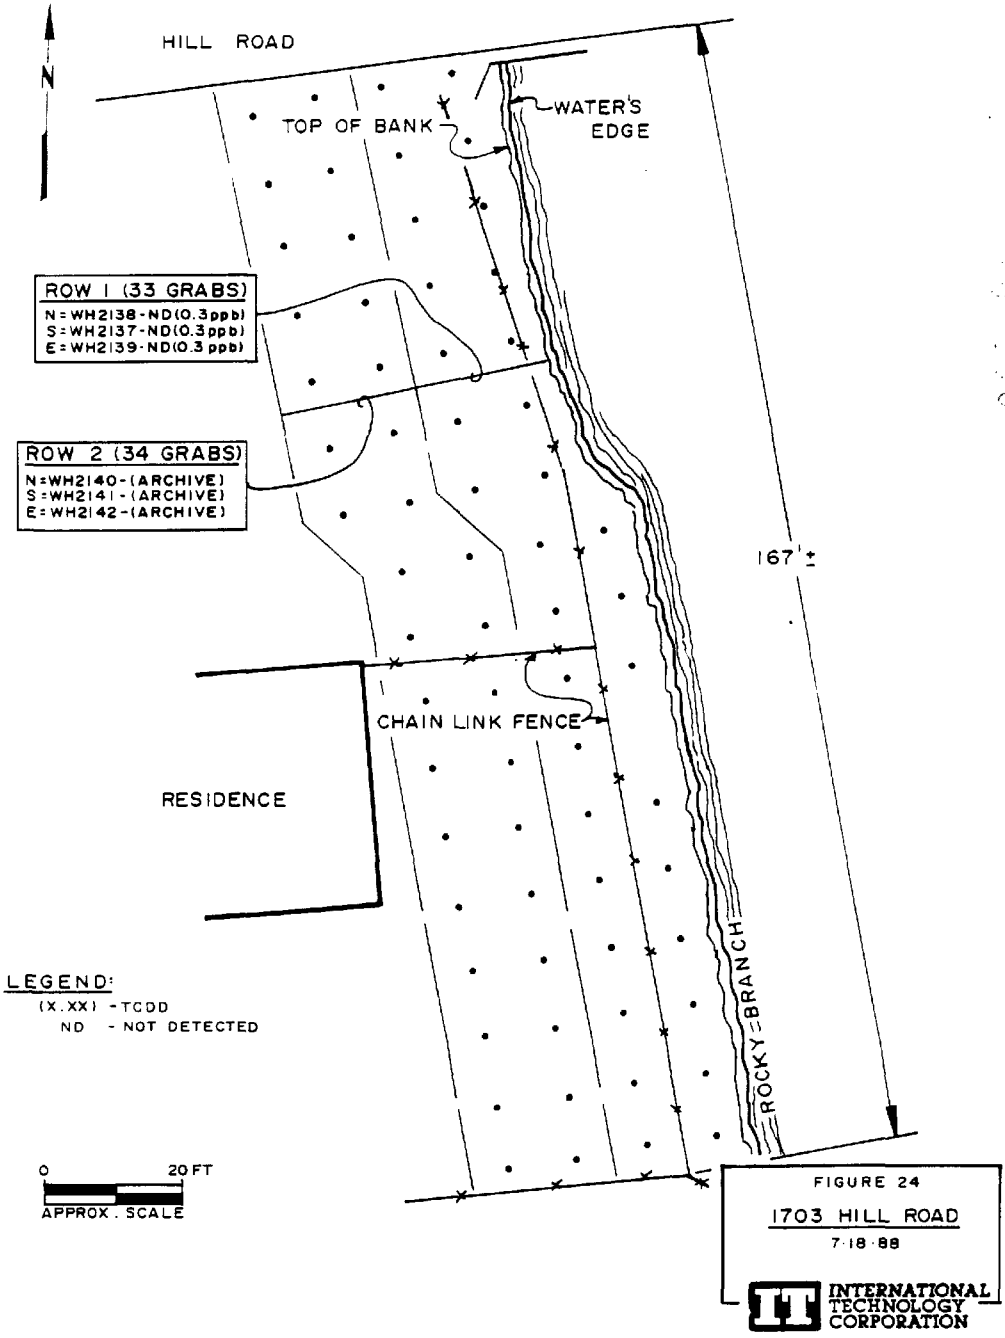 HILL ROAD
N
WATER'S
EDGE
TOP OF BANK
ROW 1 (33 GRABS)
N=WH2138-ND(0.3ppb)
S=WH2137-ND(0.3ppb)
E=WH2139-ND(0.3ppb)
ROW 2 (34 GRABS)
N=WH2140-(ARCHIVE)
S=WH2141-(ARCHIVE)
E=WH2142-(ARCHIVE)
167'±
CHAIN LINK FENCE
RESIDENCE
ROCKY BRANCH
LEGEND:
(X.XX) - TCDD
ND - NOT DETECTED
0 20 FT
APPROX. SCALE
FIGURE 24
1703 HILL ROAD
7-18-88
IT INTERNATIONAL
TECHNOLOGY
CORPORATION